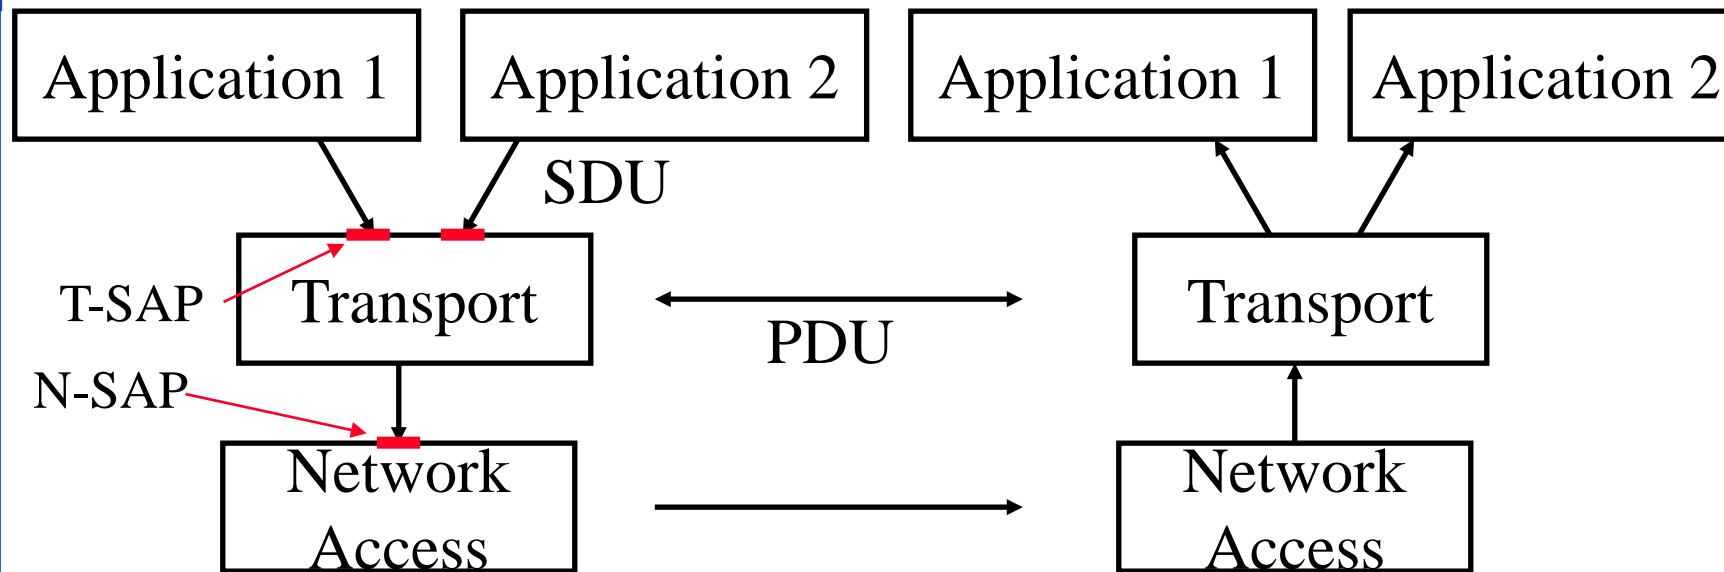 Application 1
Application 2
Application 1
Application 2
SDU
T-SAP
Transport
PDU
Transport
N-SAP
Network
Access
Network
Access